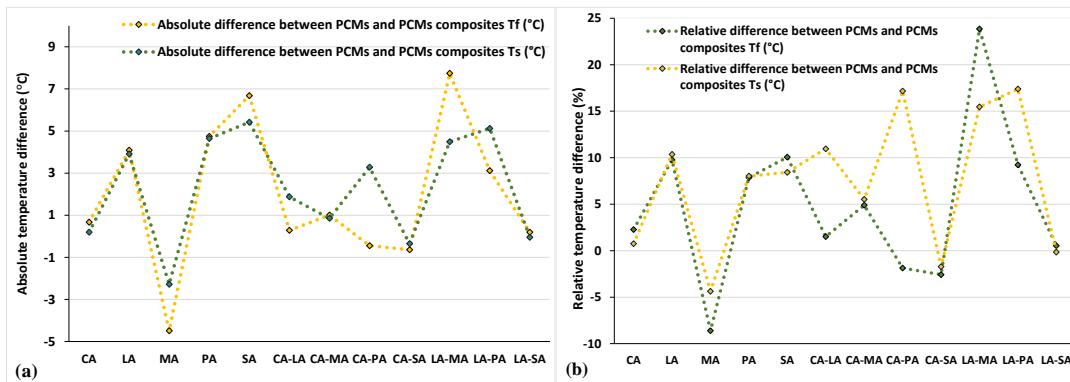 Absolute difference between PCMs and PCMs composites Tf (°C)
Absolute difference between PCMs and PCMs composites Ts (°C)
Absolute temperature difference (°C)
9
7
5
3
1
-1
-3
-5
CA LA MA PA SA CA-LA CA-MA CA-PA CA-SA LA-MA LA-PA LA-SA
(a)
Relative difference between PCMs and PCMs
composites Tf (°C)
Relative difference between PCMs and PCMs
composites Ts (°C)
Relative temperature difference (%)
25
20
15
10
5
0
-5
-10
CA LA MA PA SA CA-LA CA-MA CA-PA CA-SA LA-MA LA-PA LA-SA
(b)